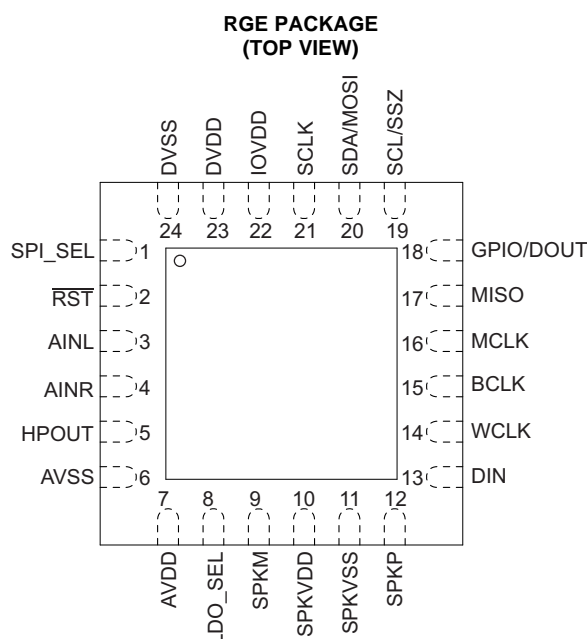 RGE PACKAGE
(TOP VIEW)
DVSS
DVDD
IOVDD
SCLK
SDA/MOSI
SCL/SSZ
24 23 22 21 20 19
SPI_SEL 1 18 GPIO/DOUT
RST 2 17 MISO
AINL 3 16 MCLK
AINR 4 15 BCLK
HPOUT 5 14 WCLK
AVSS 6 13 DIN
7 8 9 10 11 12
AVDD
LDO_SEL
SPKM
SPKVDD
SPKVSS
SPKP